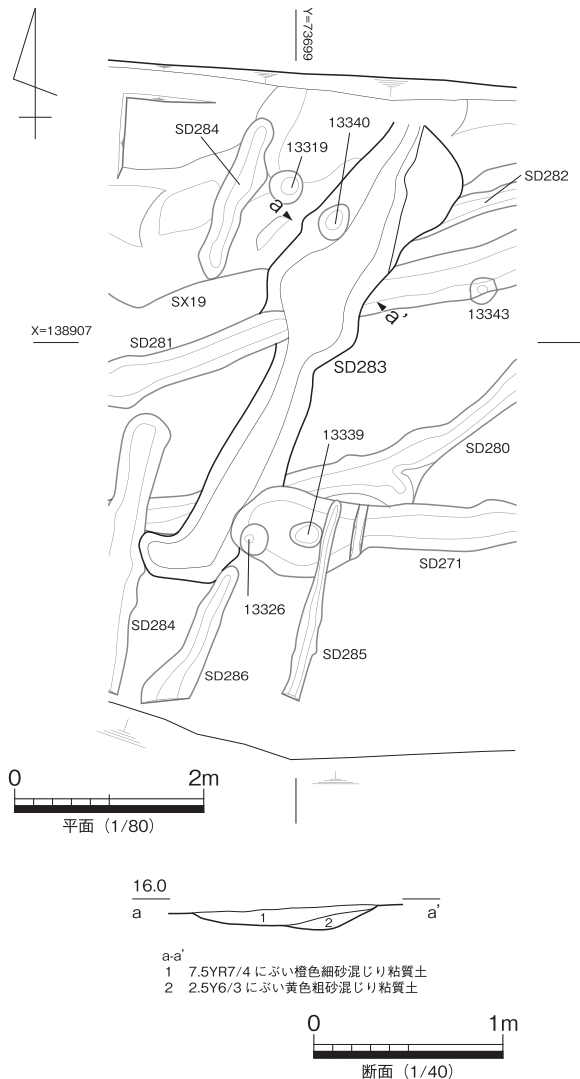 Y=73699
13340
SD284
13319
SD282
a
SX19
a'
13343
X=138907
SD281
SD283
13339
SD280
SD271
13326
SD284
SD285
SD286
0 2m
平面（1/80）
16.0
a a'
1 2
a-a'
1 7.5YR7/4 にぶい橙色細砂混じり粘質土
2 2.5Y6/3 にぶい黄色粗砂混じり粘質土
0 1m
断面（1/40）